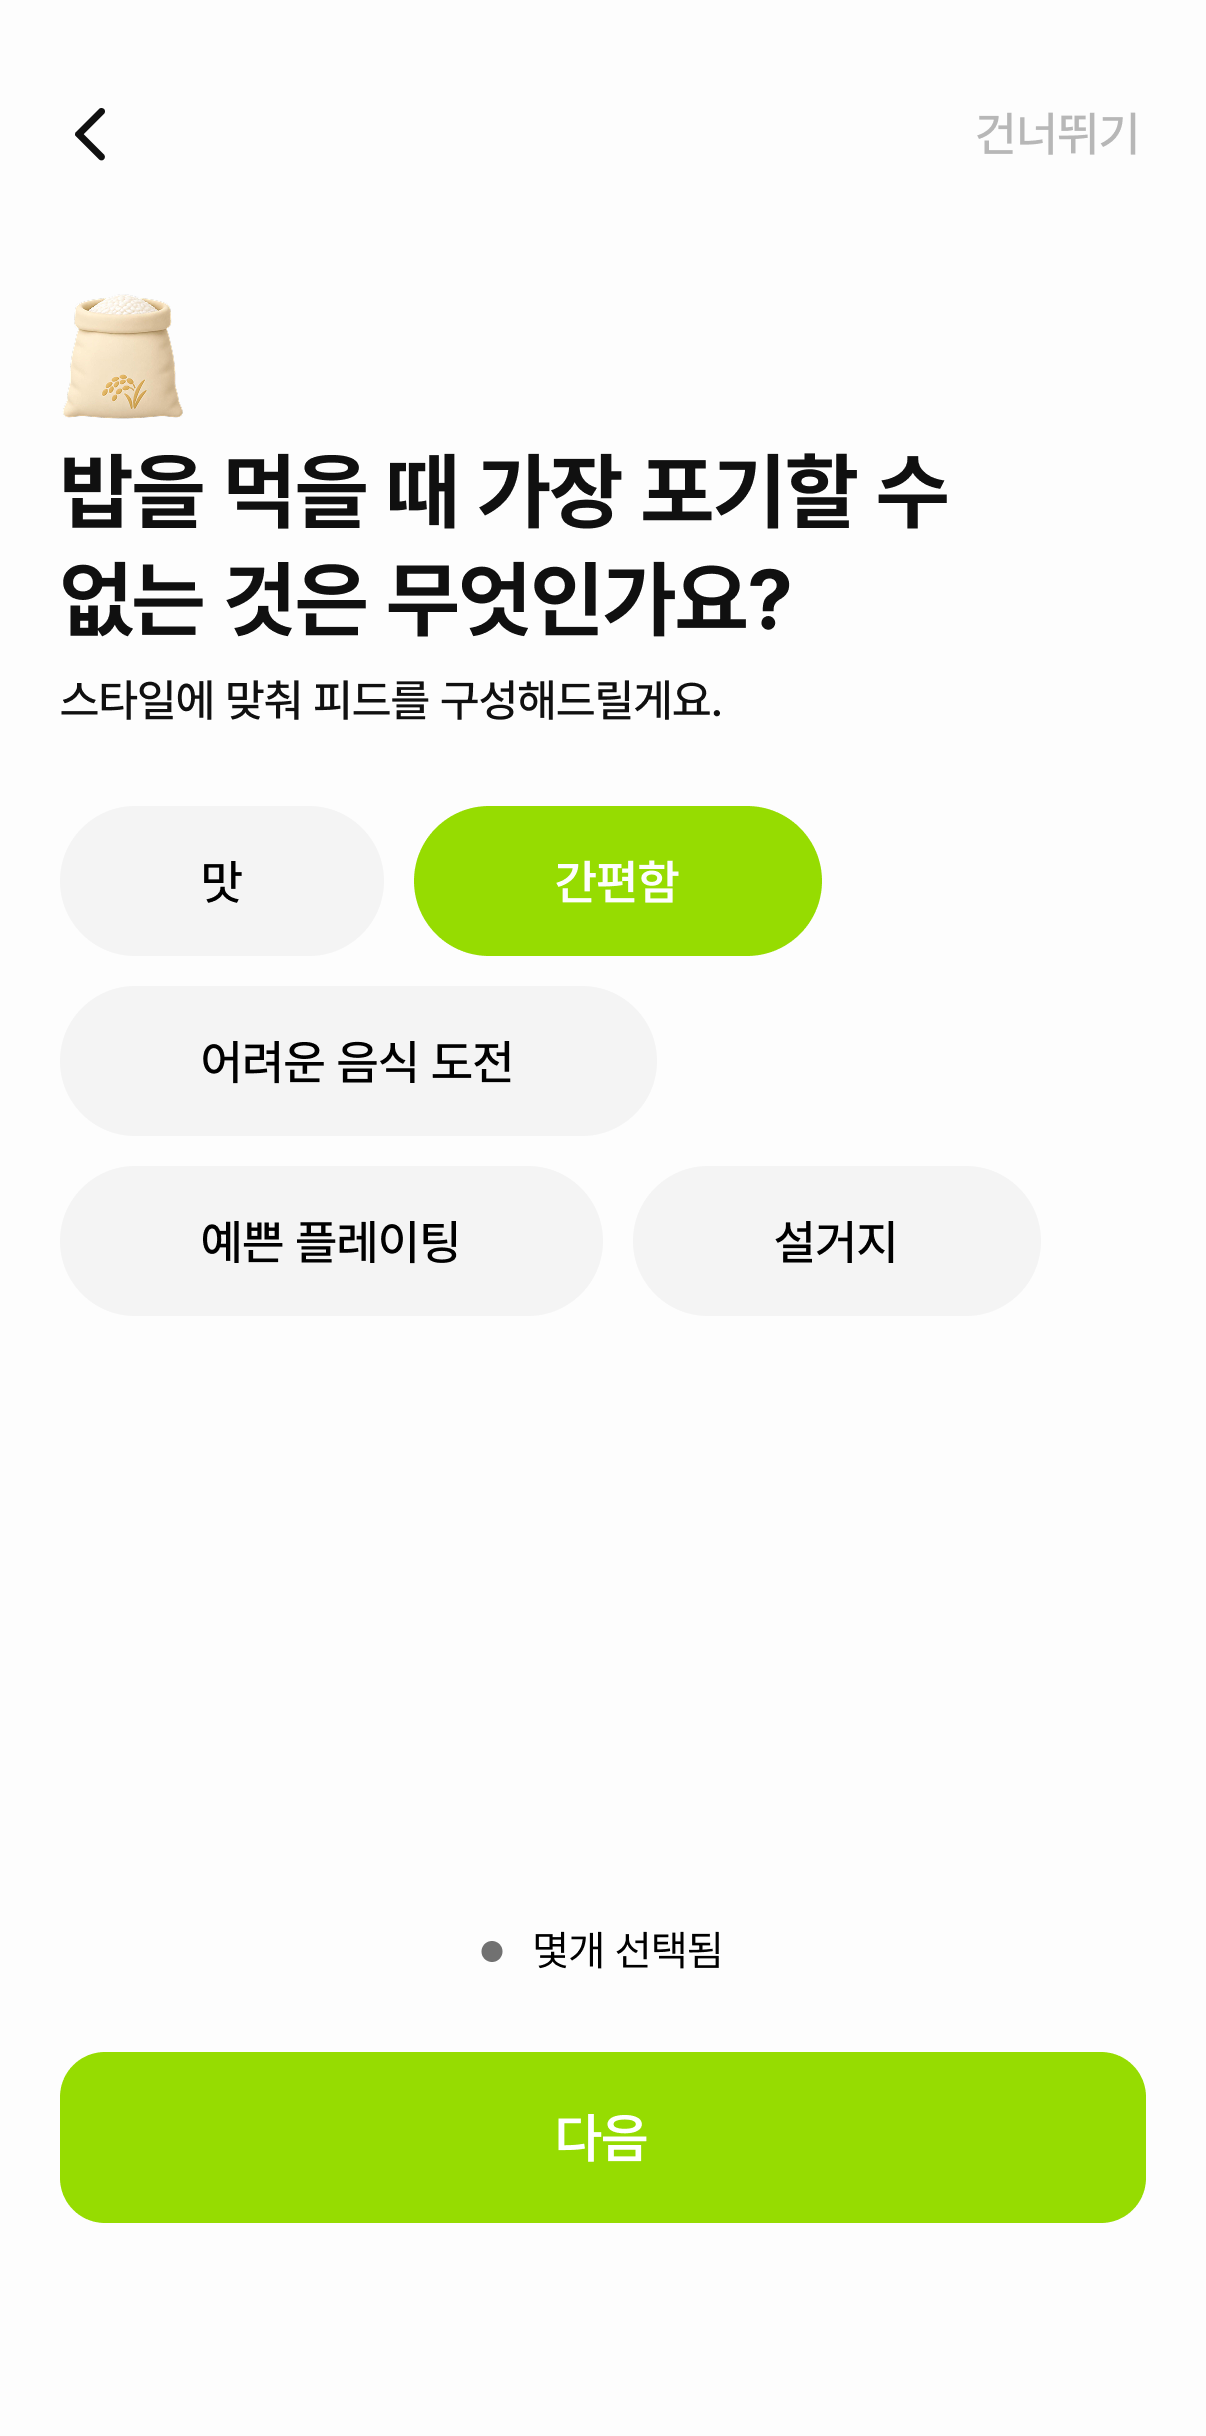 건너뛰기
밥을 먹을 때 가장 포기할 수
없는 것은 무엇인가요?
스타일에 맞춰 피드를 구성해드릴게요.
맛
간편함
어려운 음식 도전
예쁜 플레이팅
설거지
몇개 선택됨
다음